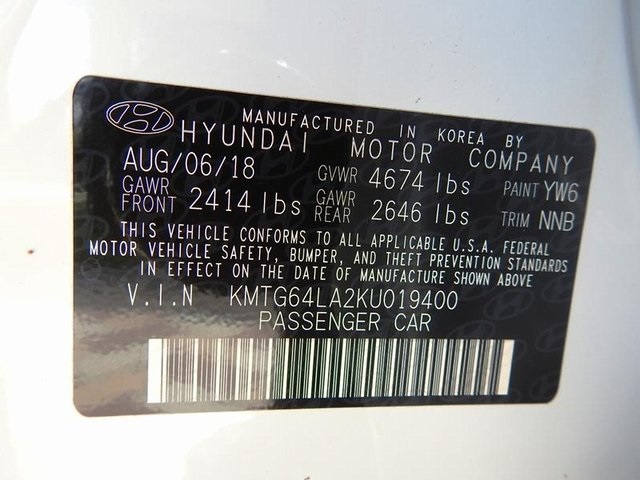 MANUFACTURED IN KOREA BY
HYUNDAI MOTOR COMPANY
AUG/06/18 GVWR 4674 lbs PAINT YW6
GAWR FRONT 2414 lbs GAWR REAR 2646 lbs TRIM NNB
THIS VEHICLE CONFORMS TO ALL APPLICABLE U.S.A. FEDERAL
MOTOR VEHICLE SAFETY, BUMPER, AND THEFT PREVENTION STANDARDS
IN EFFECT ON THE DATE OF MANUFACTURE SHOWN ABOVE
V.I.N KMTG64LA2KU019400
PASSENGER CAR